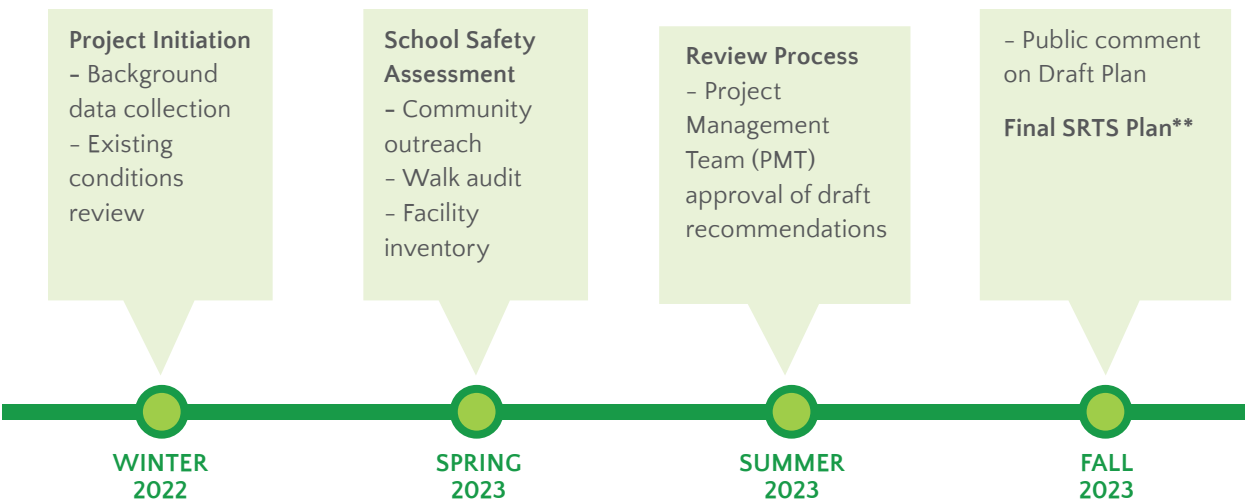 Project Initiation
- Background
data collection
- Existing
conditions
review
School Safety
Assessment
- Community
outreach
- Walk audit
- Facility
inventory
Review Process
- Project
Management
Team (PMT)
approval of draft
recommendations
- Public comment
on Draft Plan
Final SRTS Plan**
WINTER
2022
SPRING
2023
SUMMER
2023
FALL
2023